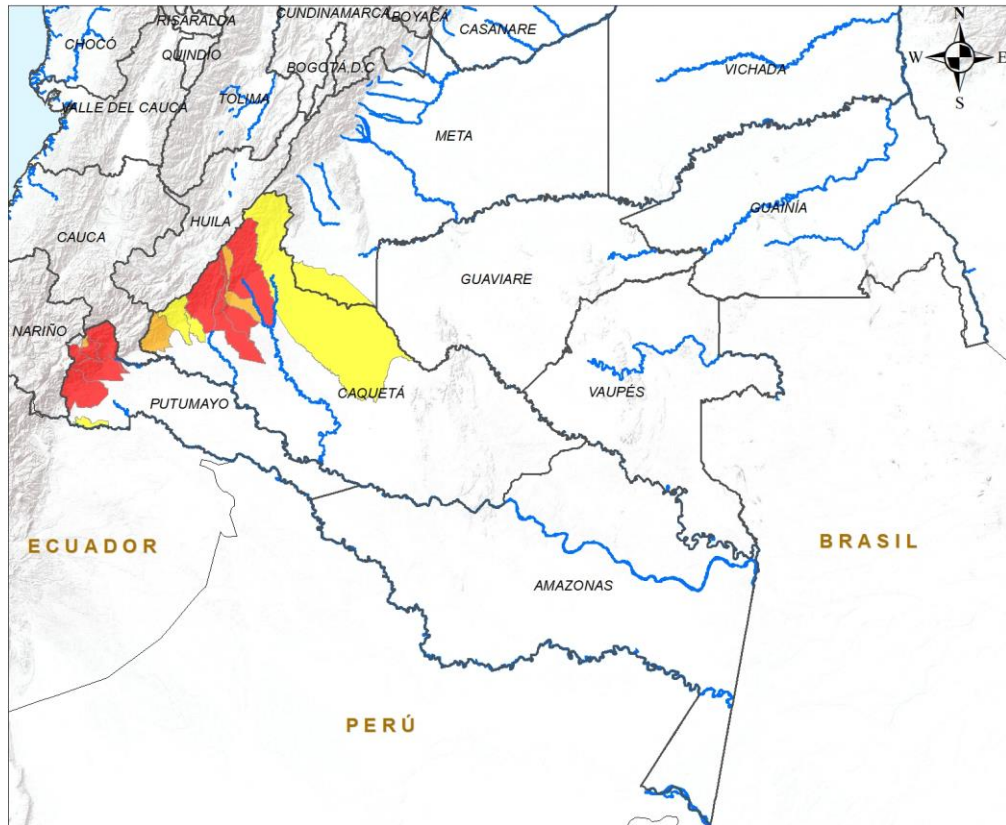 RISARALDA
CUNDINAMARCA
BOYACÁ
CASANARE
N
CHOCÓ
QUINDÍO
W
E
BOGOTÁ D.C
VICHADA
S
TOLIMA
VALLE DEL CAUCA
META
GUAINÍA
HUILA
CAUCA
GUAVIARE
NARIÑO
CAQUETÁ
VAUPÉS
PUTUMAYO
ECUADOR
BRASIL
AMAZONAS
PERÚ